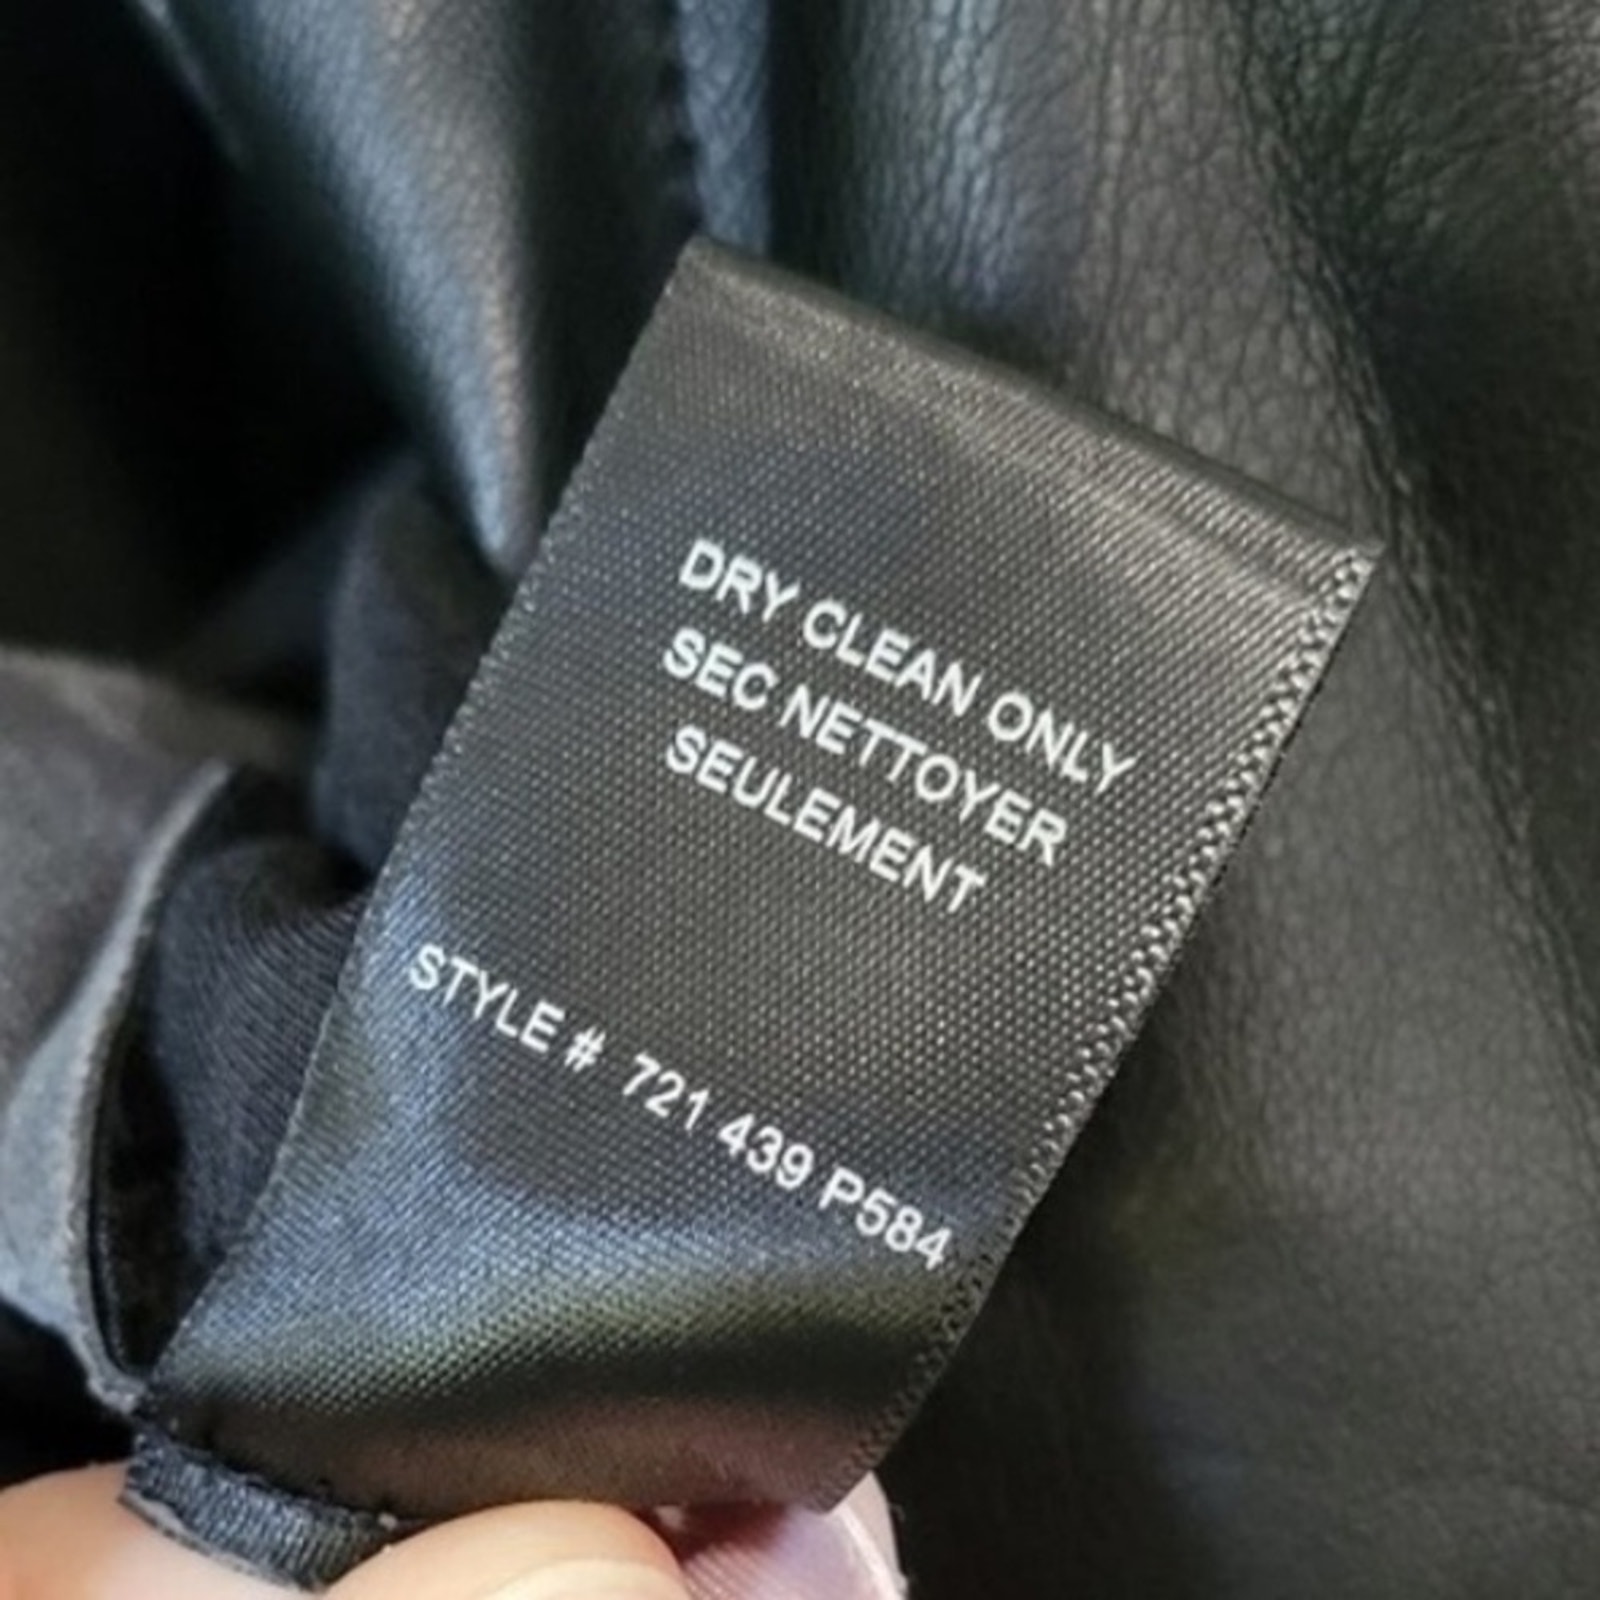 DRY CLEAN ONLY
SEC NETTOYER
SEULEMENT
STYLE # 721 439 P584